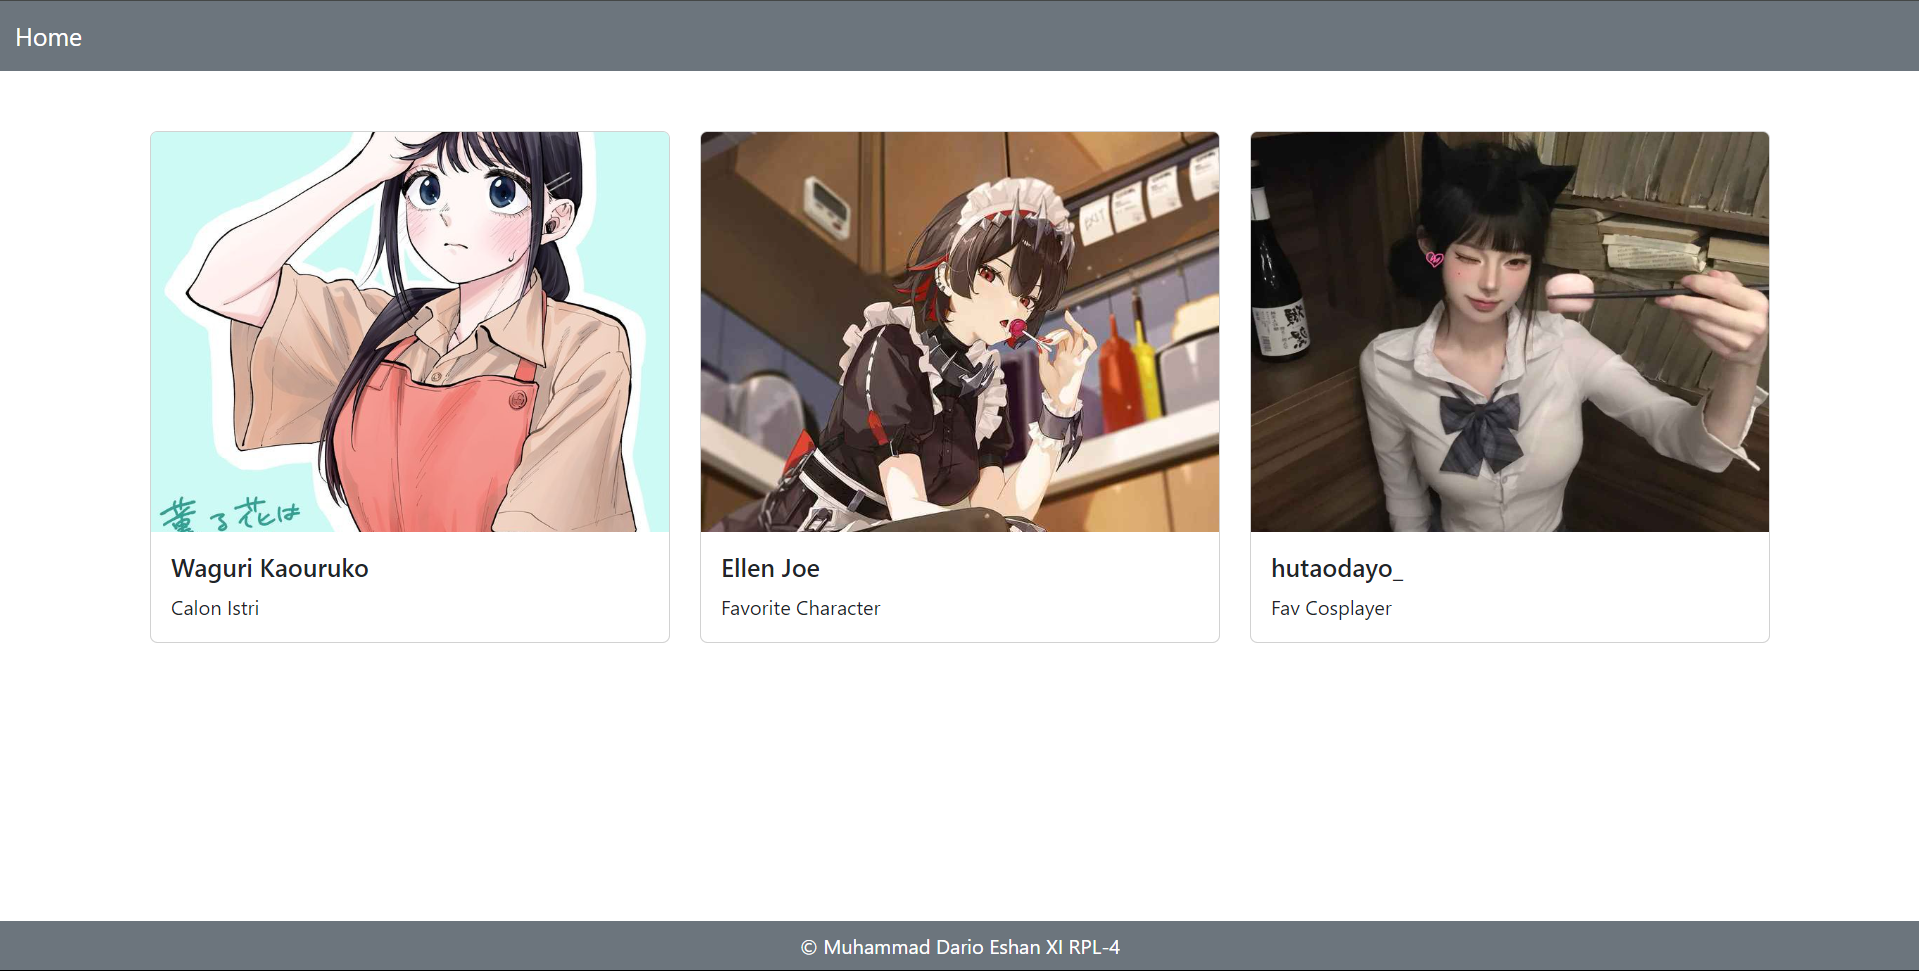 Home
薫る花は
EXIT
Waguri Kaouruko
Calon Istri
Ellen Joe
Favorite Character
hutaodayo_
Fav Cosplayer
© Muhammad Dario Eshan XI RPL-4